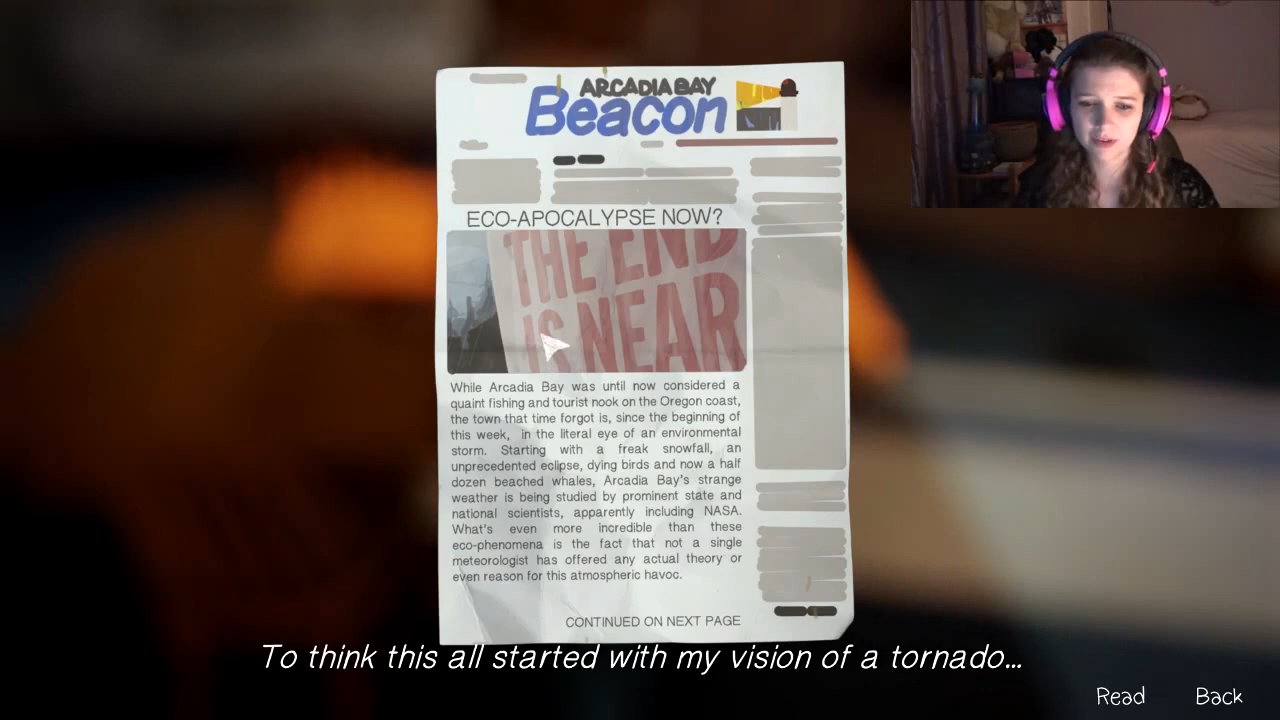 ARCADIA BAY
Beacon
ECO-APOCALYPSE NOW?
THE END
IS NEAR
While Arcadia Bay was until now considered a
quaint fishing and tourist nook on the Oregon coast,
the town that time forgot is, since the beginning of
this week, in the literal eye of an environmental
storm. Starting with a freak snowfall, an
unprecedented eclipse, dying birds and now a half
dozen beached whales, Arcadia Bay's strange
weather is being studied by prominent state and
national scientists, apparently including NASA.
What's even more incredible than these
eco-phenomena is the fact that not a single
meteorologist has offered any actual theory or
even reason for this atmospheric havoc.
CONTINUED ON NEXT PAGE
To think this all started with my vision of a tornado...
Read Back